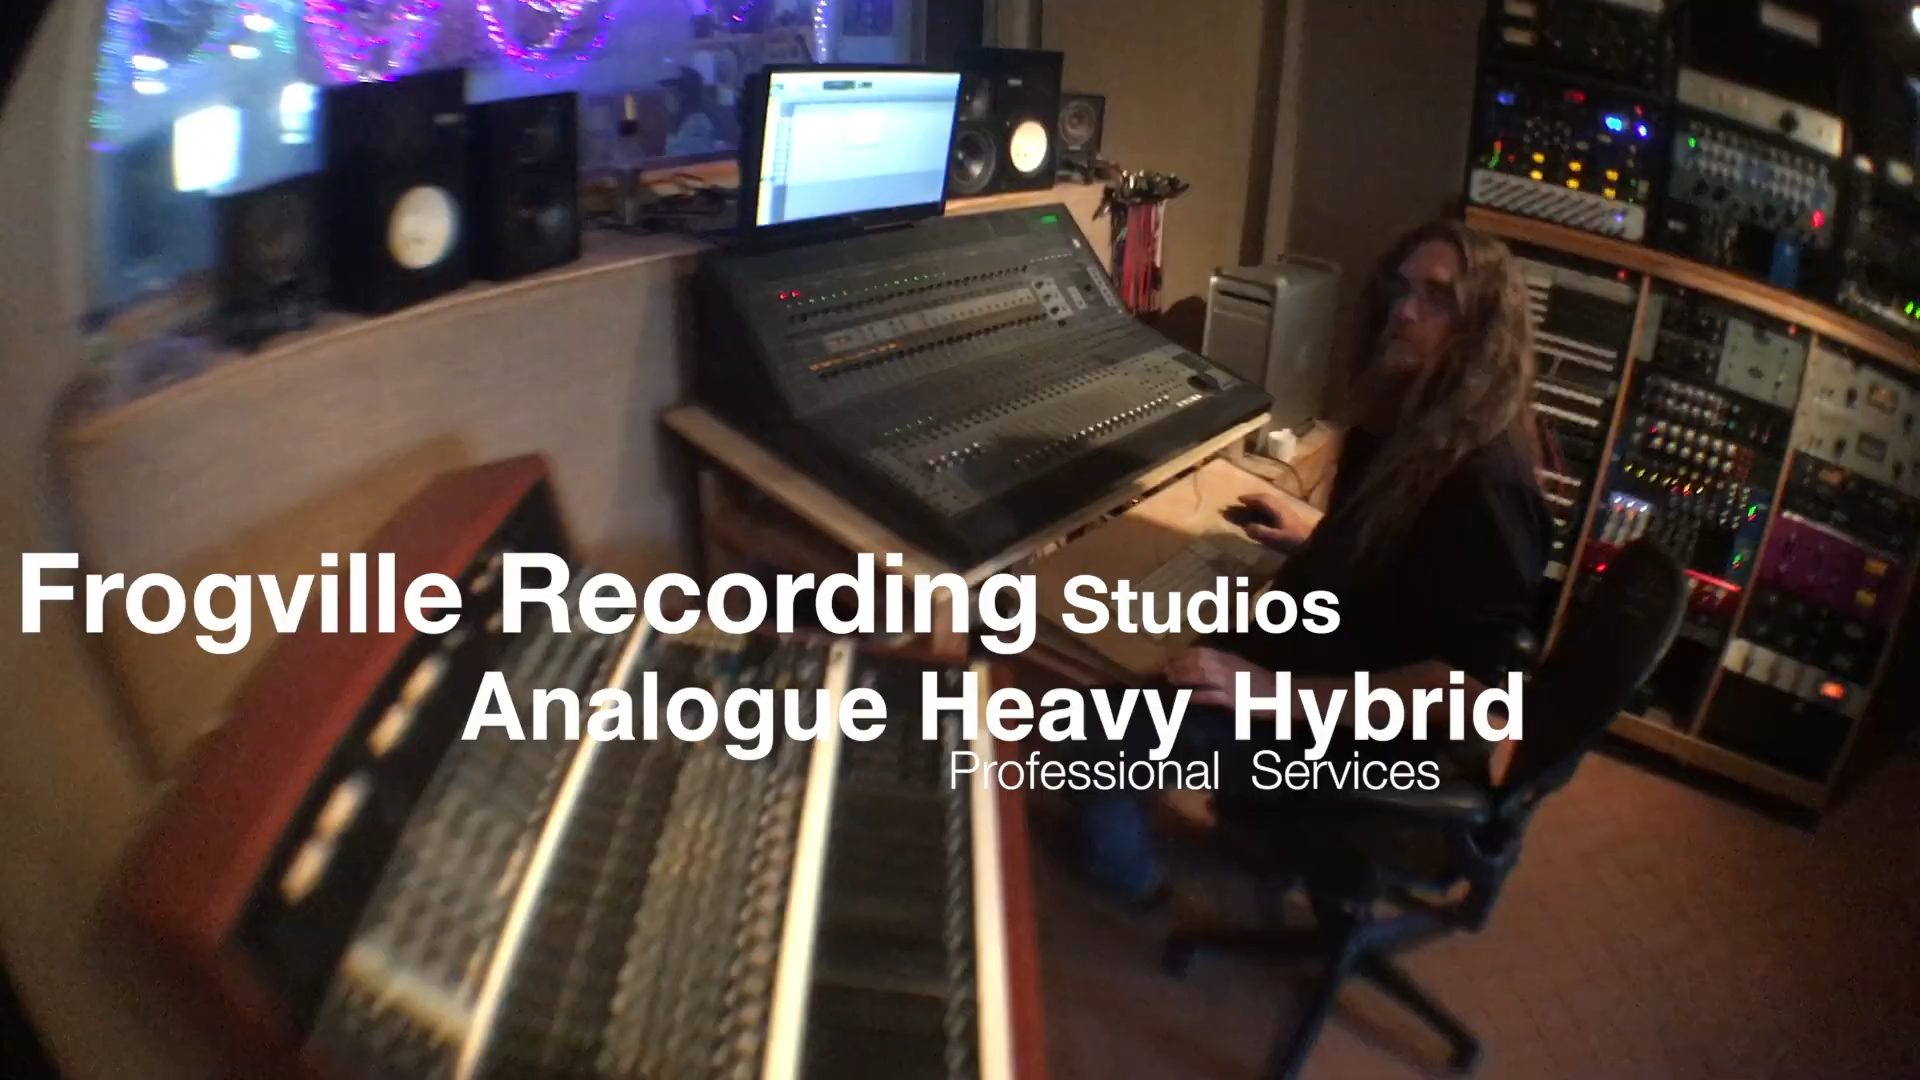 Frogville Recording Studios
Analogue Heavy Hybrid
Professional Services